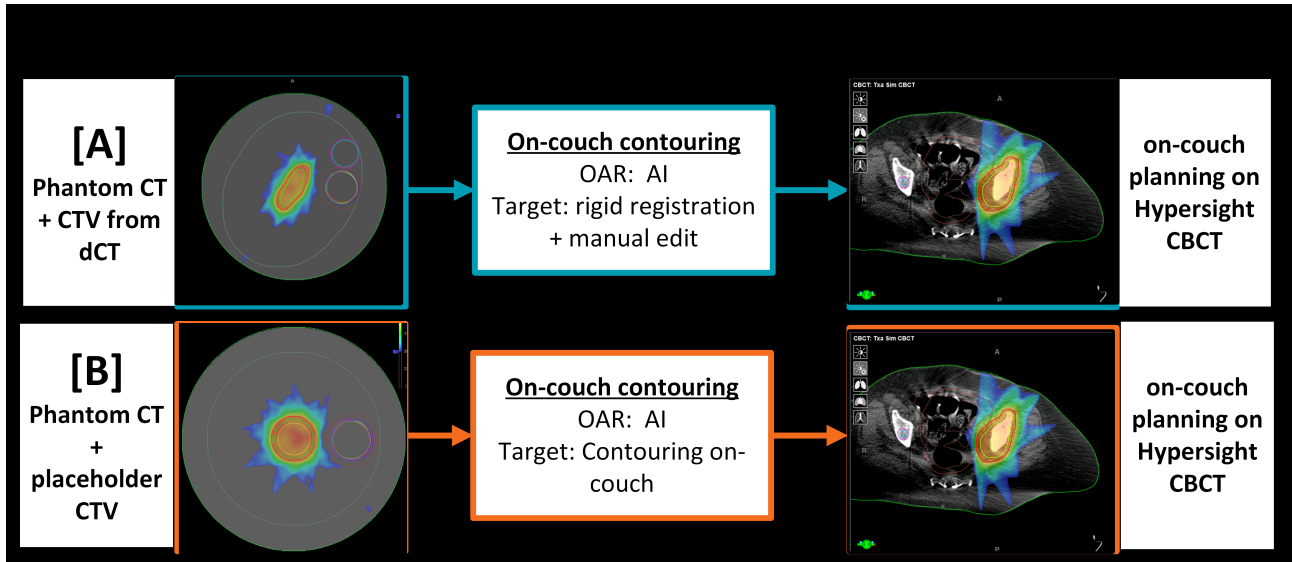 [A]
Phantom CT
+ CTV from
dCT
A
On-couch contouring
OAR:  AI
Target: rigid registration
+ manual edit
CBCT: Txa Sim CBCT
A
R
P
on-couch
planning on
Hypersight
CBCT
[B]
Phantom CT
+
placeholder
CTV
On-couch contouring
OAR:  AI
Target: Contouring on-
couch
CBCT: Txa Sim CBCT
A
R
P
on-couch
planning on
Hypersight
CBCT